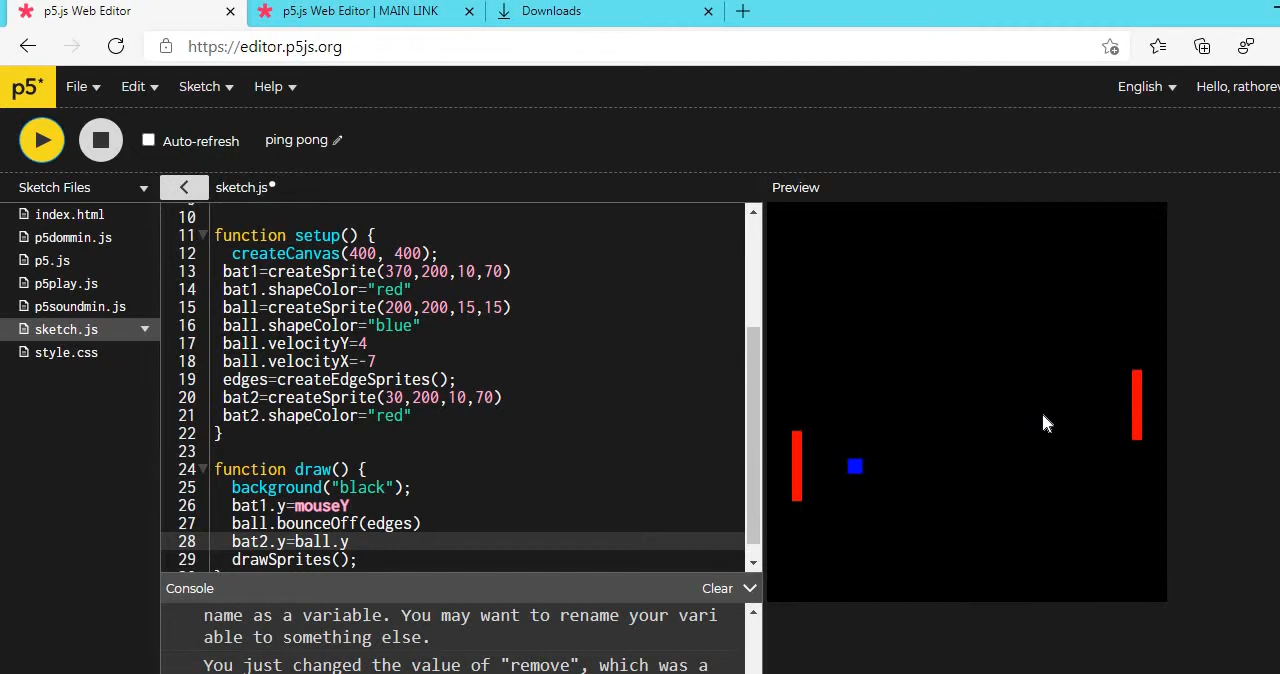 p5.js Web Editor
p5.js Web Editor | MAIN LINK
Downloads
https://editor.p5js.org
p5*
File
Edit
Sketch
Help
English
Hello, rathore
Auto-refresh
ping pong
Sketch Files
sketch.js
Preview
index.html
p5dommin.js
p5.js
p5play.js
p5soundmin.js
sketch.js
style.css
10
11 function setup() {
12 createCanvas(400, 400);
13 bat1=createSprite(370,200,10,70)
14 bat1.shapeColor="red"
15 ball=createSprite(200,200,15,15)
16 ball.shapeColor="blue"
17 ball.velocityY=4
18 ball.velocityX=-7
19 edges=createEdgeSprites();
20 bat2=createSprite(30,200,10,70)
21 bat2.shapeColor="red"
22 }
23
24 function draw() {
25 background("black");
26 bat1.y=mouseY
27 ball.bounceOff(edges)
28 bat2.y=ball.y
29 drawSprites();
Console
Clear
name as a variable. You may want to rename your vari
able to something else.
You just changed the value of "remove", which was a